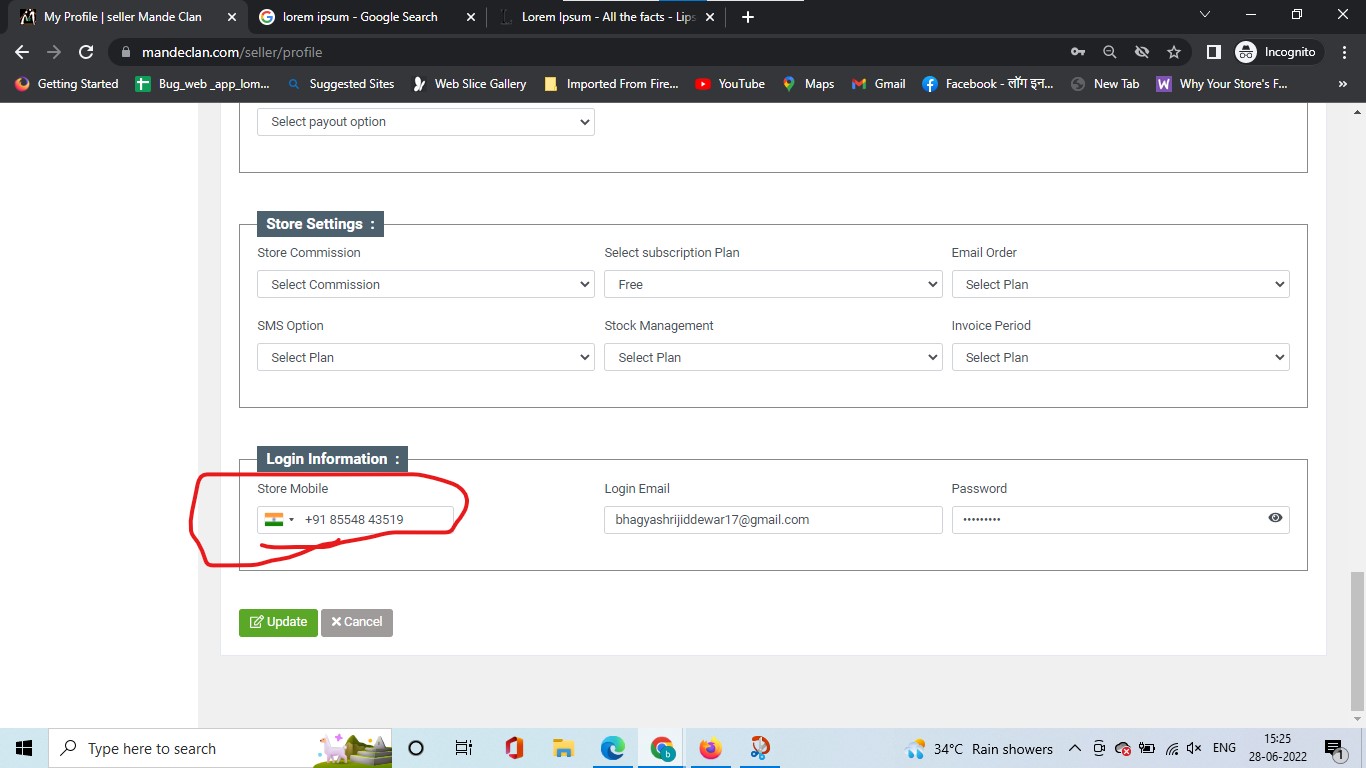 My Profile | seller Mande Clan
lorem ipsum - Google Search
Lorem Ipsum - All the facts - Lips
mandeclan.com/seller/profile
Incognito
Getting Started
Bug_web _app_lom...
Suggested Sites
Web Slice Gallery
Imported From Fire...
YouTube
Maps
Gmail
Facebook - लॉग इन...
New Tab
W Why Your Store's F...
»
Select payout option
Store Settings :
Store Commission
Select subscription Plan
Email Order
Select Commission
Free
Select Plan
SMS Option
Stock Management
Invoice Period
Select Plan
Select Plan
Select Plan
Login Information :
Store Mobile
Login Email
Password
+91 85548 43519
bhagyashrijiddewar17@gmail.com
•••••••••
Update
Cancel
Type here to search
34°C Rain showers
ENG
15:25
28-06-2022
1